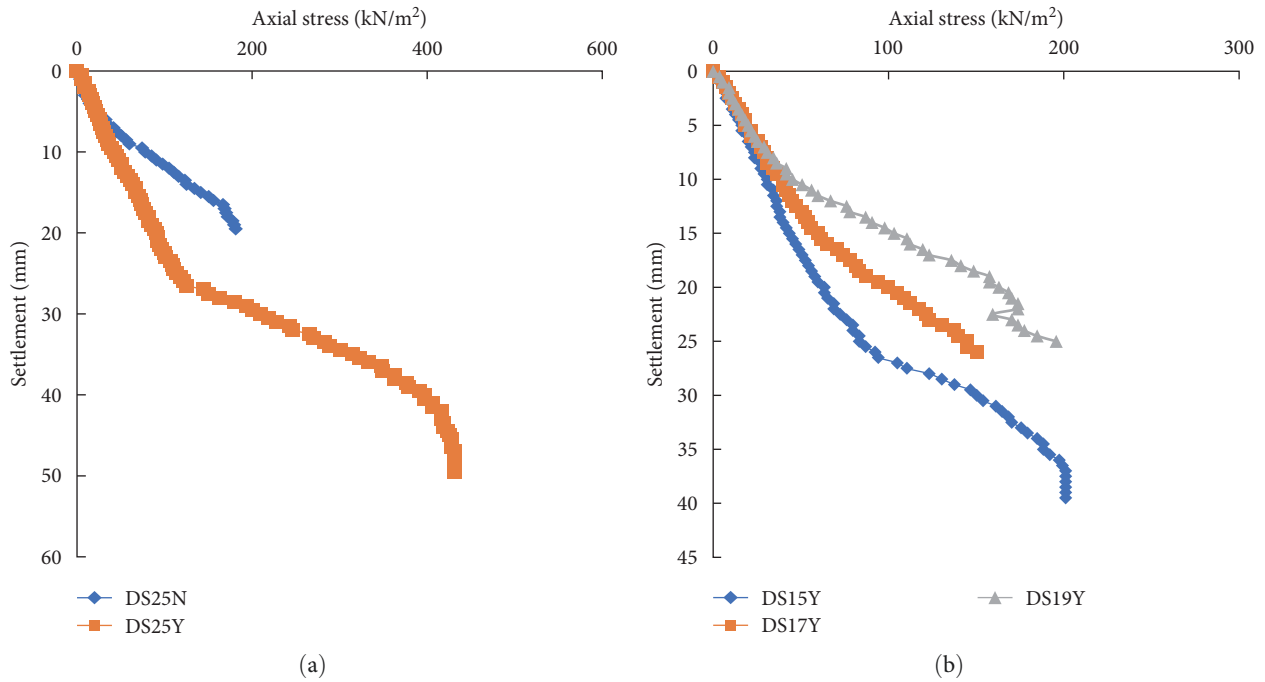 Axial stress (kN/m²)
0 200 400 600
0
10
20
30
40
50
60
Settlement (mm)
DS25N
DS25Y
(a)
Axial stress (kN/m²)
0 100 200 300
0
5
10
15
20
25
30
35
40
45
Settlement (mm)
DS15Y DS19Y
DS17Y
(b)